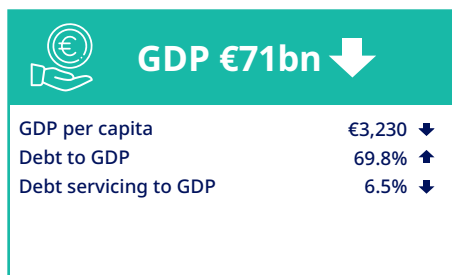 GDP €71bn
GDP per capita €3,230
Debt to GDP 69.8%
Debt servicing to GDP 6.5%